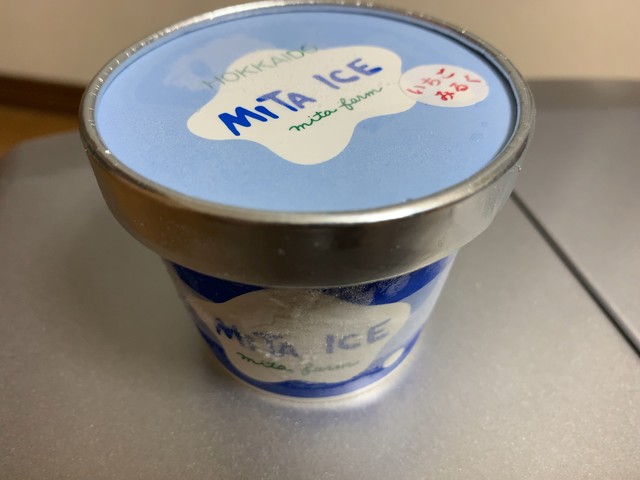 HOKKAIDO
MITA ICE
mita farm
いちご
みるく
MITA ICE
mita farm